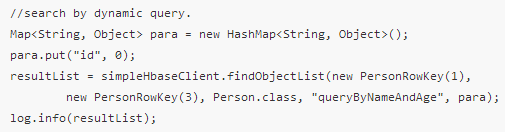 //search by dynamic query.
Map<String, Object> para = new HashMap<String, Object>();
para.put("id", 0);
resultList = simpleHbaseClient.findObjectList(new PersonRowKey(1),
        new PersonRowKey(3), Person.class, "queryByNameAndAge", para);
log.info(resultList);